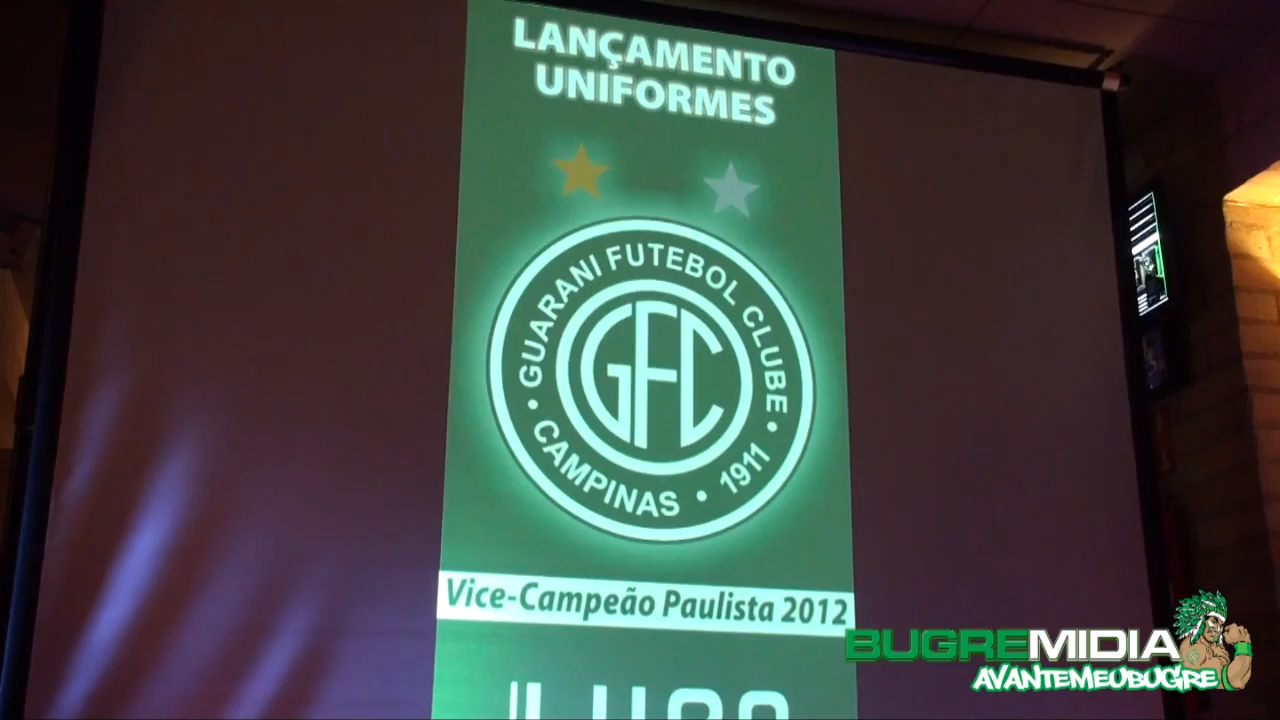 LANÇAMENTO
UNIFORMES
GUARANI FUTEBOL CLUBE
GFC
• CAMPINAS • 1911 •
Vice-Campeão Paulista 2012
BUGREMIDIA
AVANTEMEUBUGRE